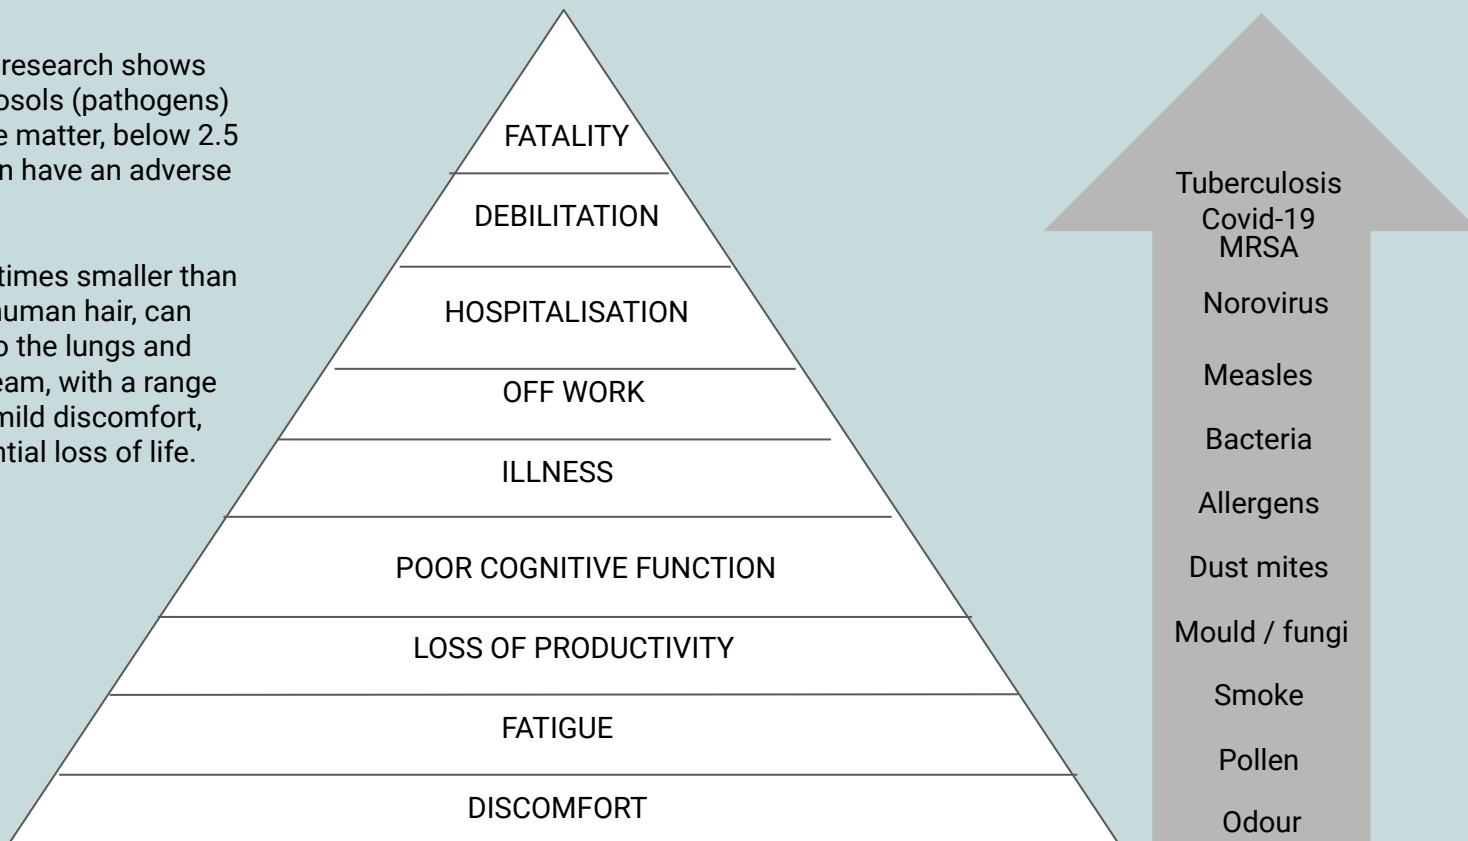 research shows
osols (pathogens)
e matter, below 2.5
n have an adverse
times smaller than
human hair, can
o the lungs and
eam, with a range
mild discomfort,
ntial loss of life.
FATALITY
DEBILITATION
HOSPITALISATION
OFF WORK
ILLNESS
POOR COGNITIVE FUNCTION
LOSS OF PRODUCTIVITY
FATIGUE
DISCOMFORT
Tuberculosis
Covid-19
MRSA
Norovirus
Measles
Bacteria
Allergens
Dust mites
Mould / fungi
Smoke
Pollen
Odour